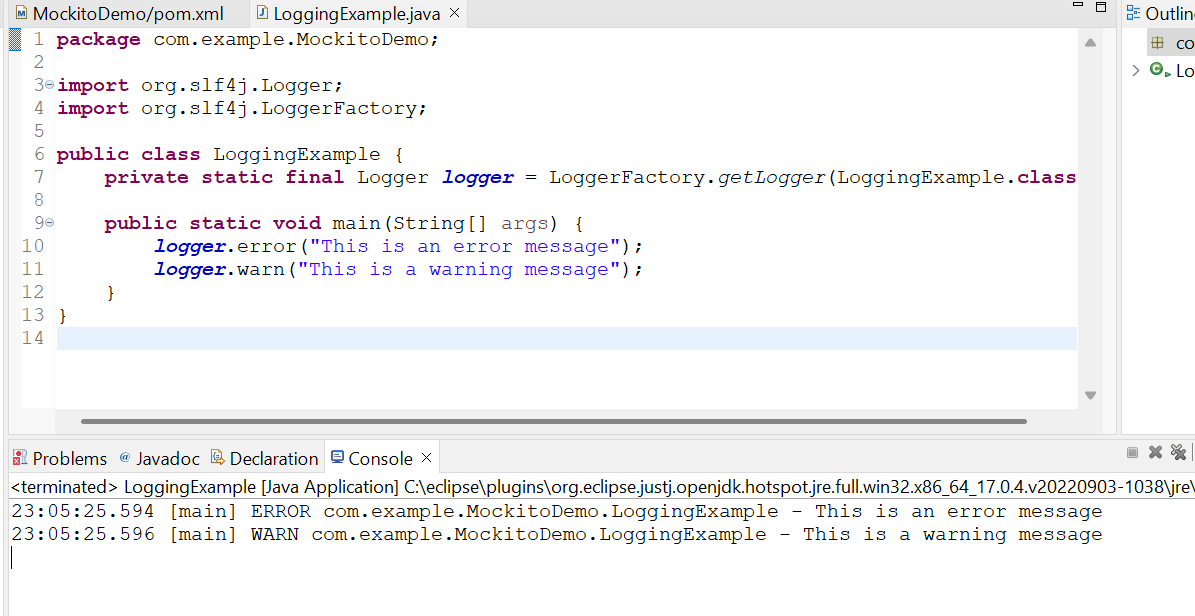 MockitoDemo/pom.xml LoggingExample.java Outlin
1 package com.example.MockitoDemo; co
2 Lo
3 import org.slf4j.Logger;
4 import org.slf4j.LoggerFactory;
5
6 public class LoggingExample {
7 private static final Logger logger = LoggerFactory.getLogger(LoggingExample.class
8
9 public static void main(String[] args) {
10 logger.error("This is an error message");
11 logger.warn("This is a warning message");
12 }
13 }
14
Problems @ Javadoc Declaration Console
<terminated> LoggingExample [Java Application] C:\eclipse\plugins\org.eclipse.justj.openjdk.hotspot.jre.full.win32.x86_64_17.0.4.v20220903-1038\jre\
23:05:25.594 [main] ERROR com.example.MockitoDemo.LoggingExample - This is an error message
23:05:25.596 [main] WARN com.example.MockitoDemo.LoggingExample - This is a warning message